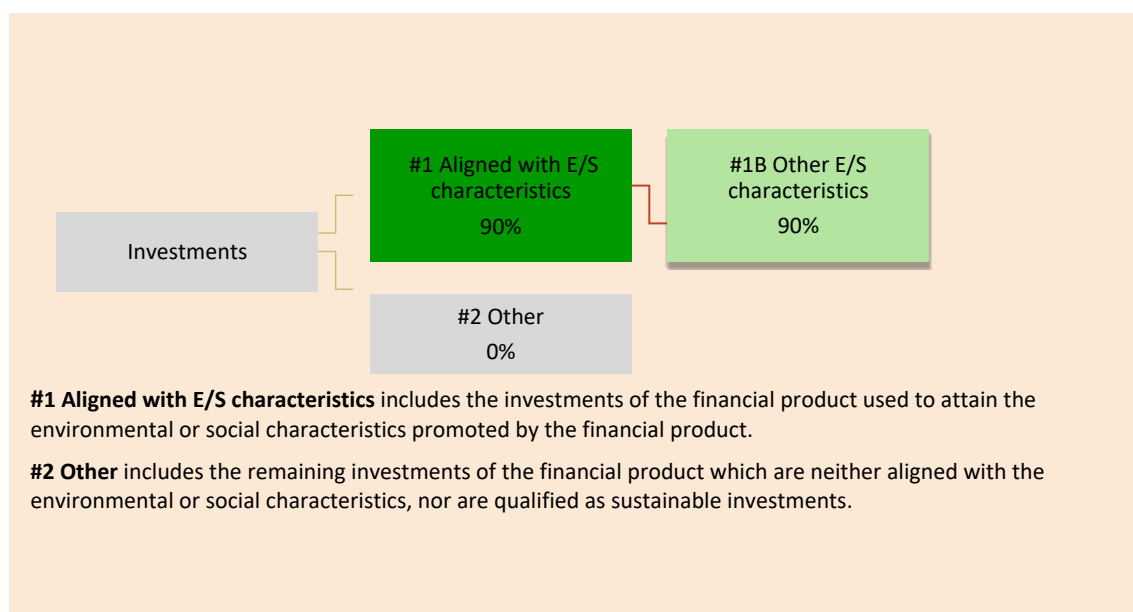 #1 Aligned with E/S
characteristics
90%
#1B Other E/S
characteristics
90%
Investments
#2 Other
0%
#1 Aligned with E/S characteristics includes the investments of the financial product used to attain the
environmental or social characteristics promoted by the financial product.
#2 Other includes the remaining investments of the financial product which are neither aligned with the
environmental or social characteristics, nor are qualified as sustainable investments.